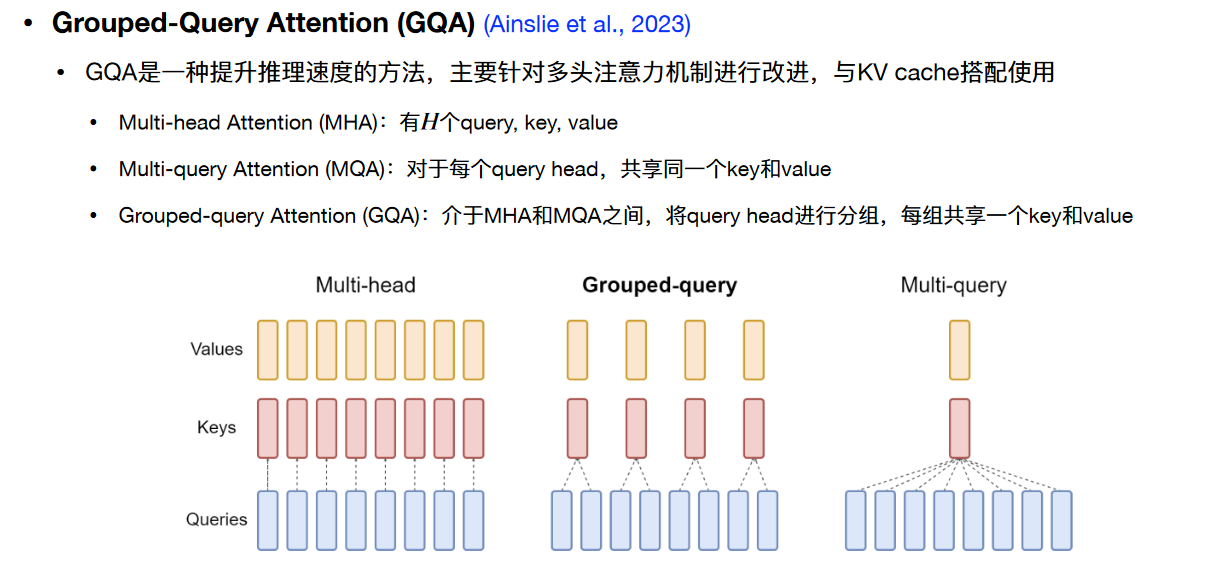 • Grouped-Query Attention (GQA) (Ainslie et al., 2023)
• GQA是一种提升推理速度的方法，主要针对多头注意力机制进行改进，与KV cache搭配使用
• Multi-head Attention (MHA)：有H个query, key, value
• Multi-query Attention (MQA)：对于每个query head，共享同一个key和value
• Grouped-query Attention (GQA)：介于MHA和MQA之间，将query head进行分组，每组共享一个key和value
Multi-head Grouped-query Multi-query
Values
Keys
Queries